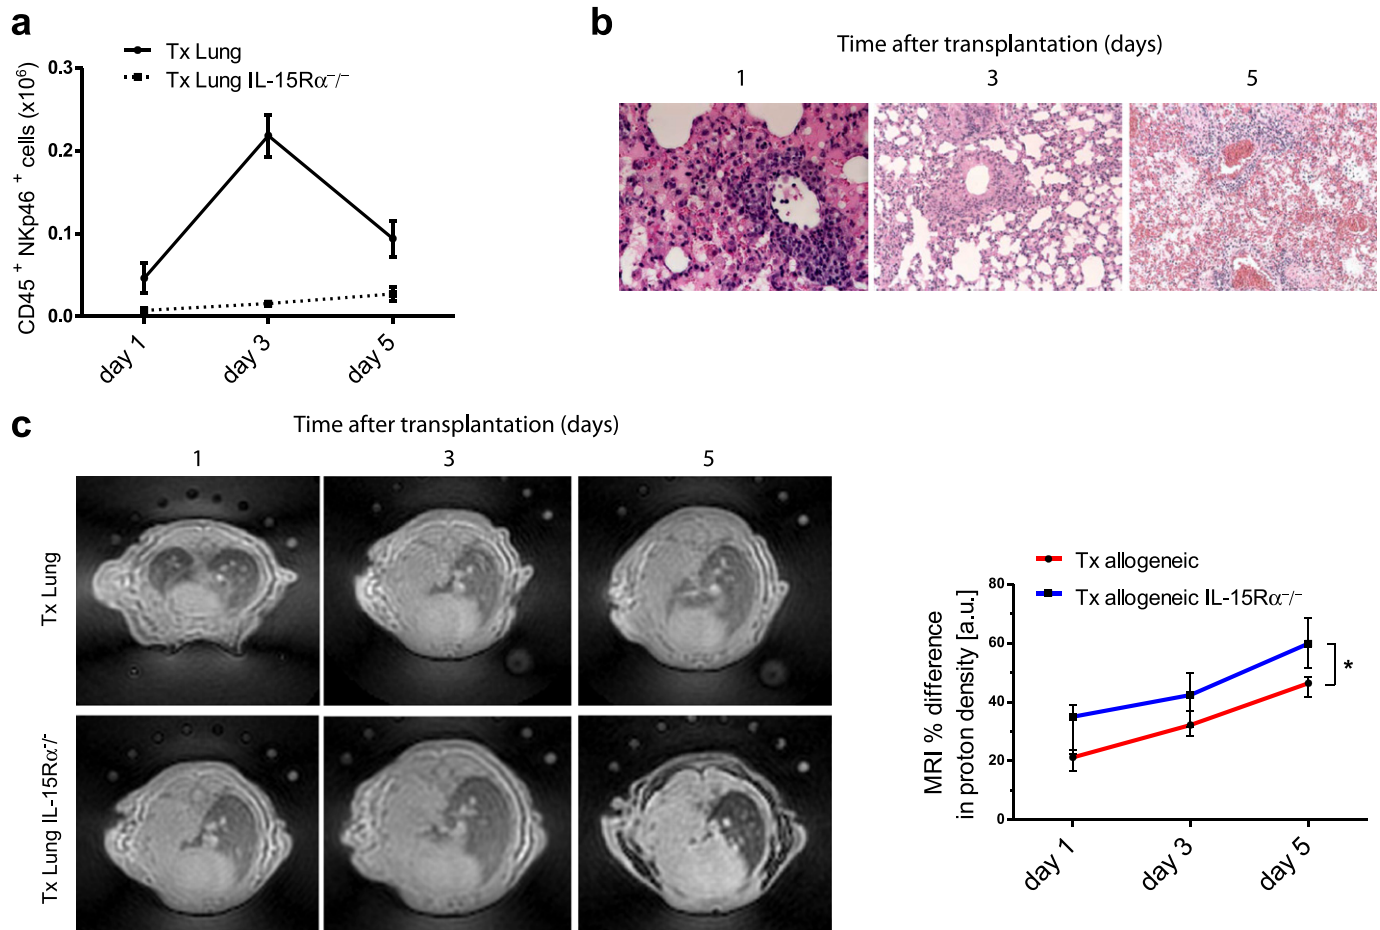 a
Tx Lung
Tx Lung IL-15Rα⁻/⁻
CD45⁺ NKp46⁺ cells (x10⁶)
0.3
0.2
0.1
0.0
day 1
day 3
day 5
b
Time after transplantation (days)
1 3 5
c
Time after transplantation (days)
1 3 5
Tx Lung
Tx Lung IL-15Rα⁻/⁻
Tx allogeneic
Tx allogeneic IL-15Rα⁻/⁻
MRI % difference
in proton density [a.u.]
80
60
40
20
0
*
day 1
day 3
day 5